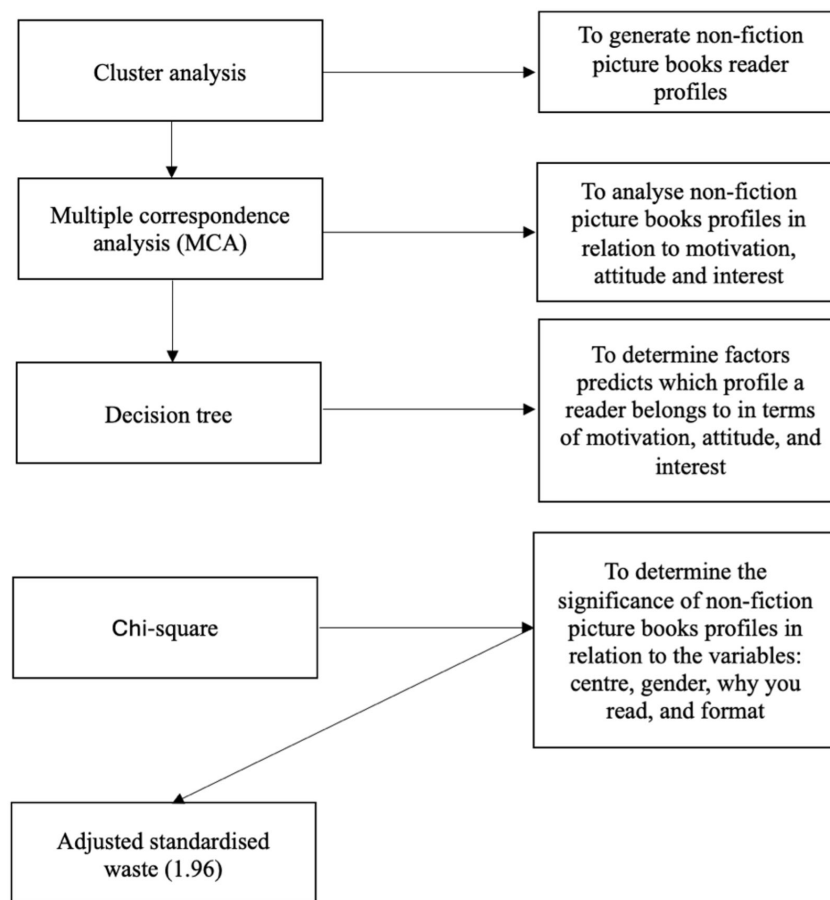 Cluster analysis
To generate non-fiction
picture books reader
profiles
Multiple correspondence
analysis (MCA)
To analyse non-fiction
picture books profiles in
relation to motivation,
attitude and interest
Decision tree
To determine factors
predicts which profile a
reader belongs to in terms
of motivation, attitude, and
interest
Chi-square
To determine the
significance of non-fiction
picture books profiles in
relation to the variables:
centre, gender, why you
read, and format
Adjusted standardised
waste (1.96)